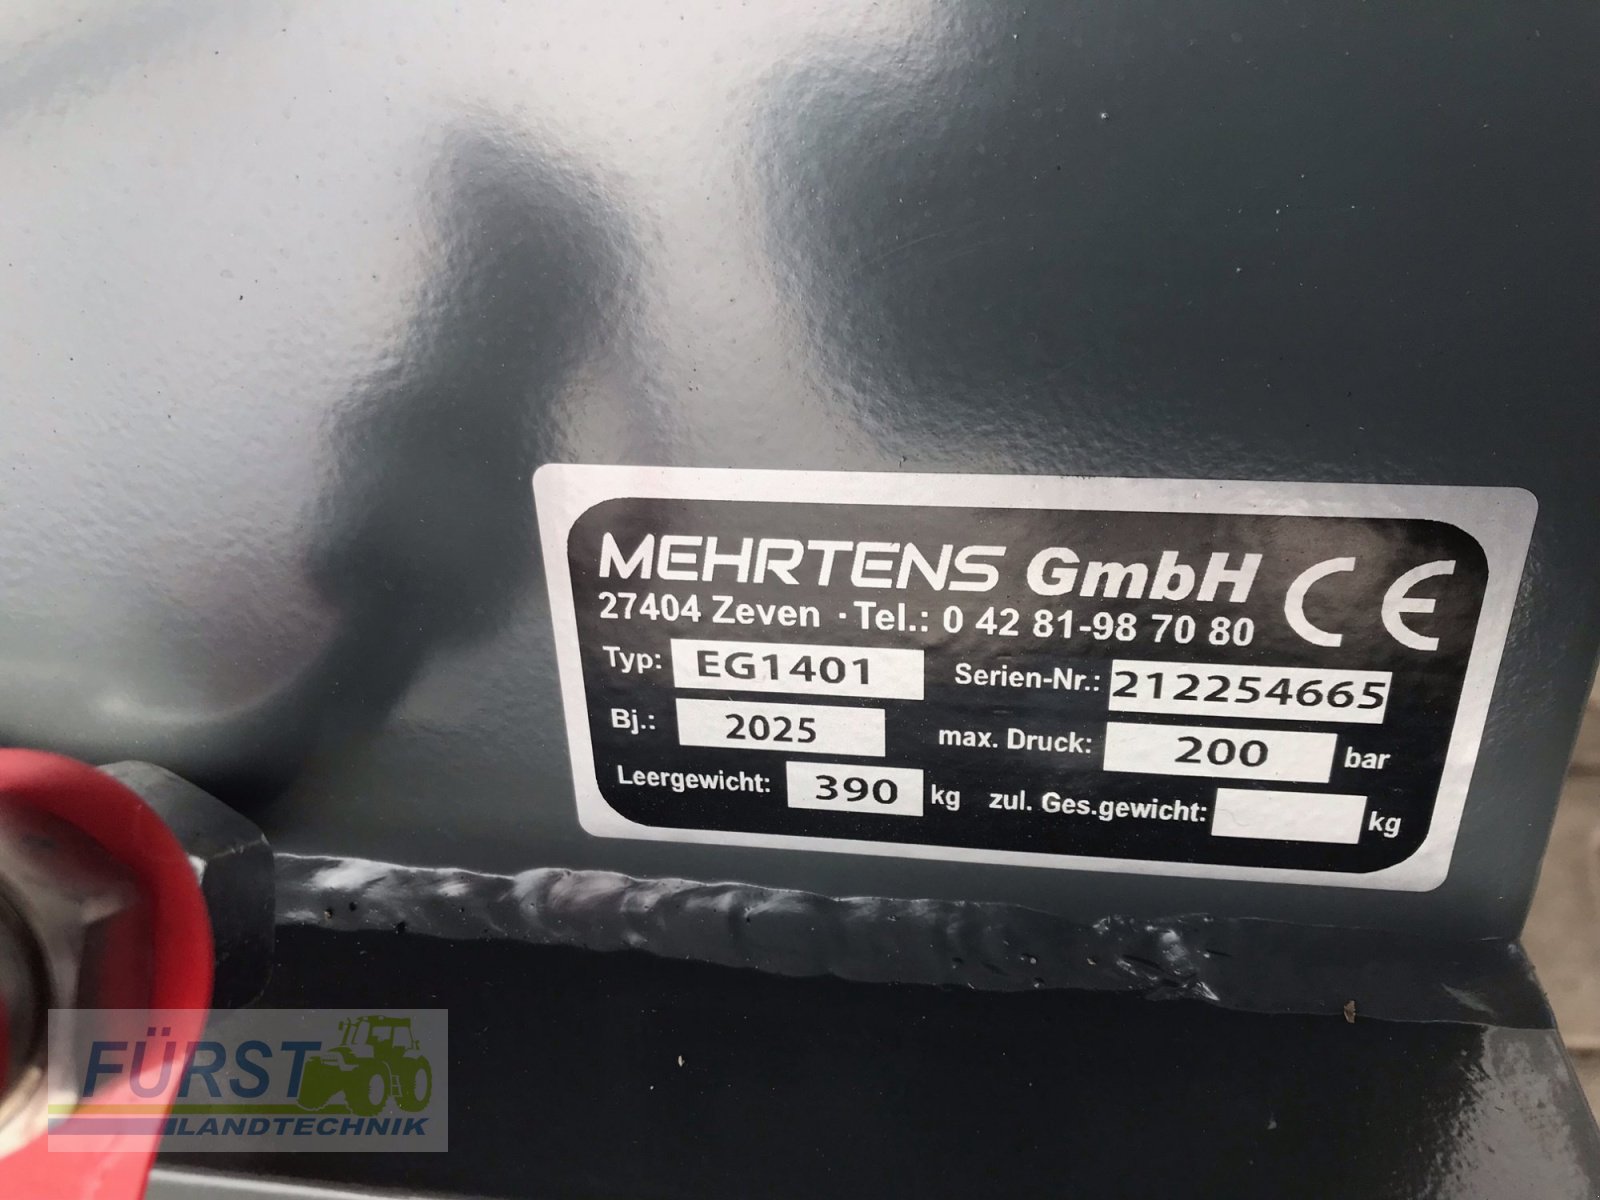 MEHRTENS GmbH CE
27404 Zeven · Tel.: 0 42 81-98 70 80
Typ: EG1401 Serien-Nr.: 212254665
Bj.: 2025 max. Druck: 200 bar
Leergewicht: 390 kg zul. Ges.gewicht: kg
FÜRST
LANDTECHNIK